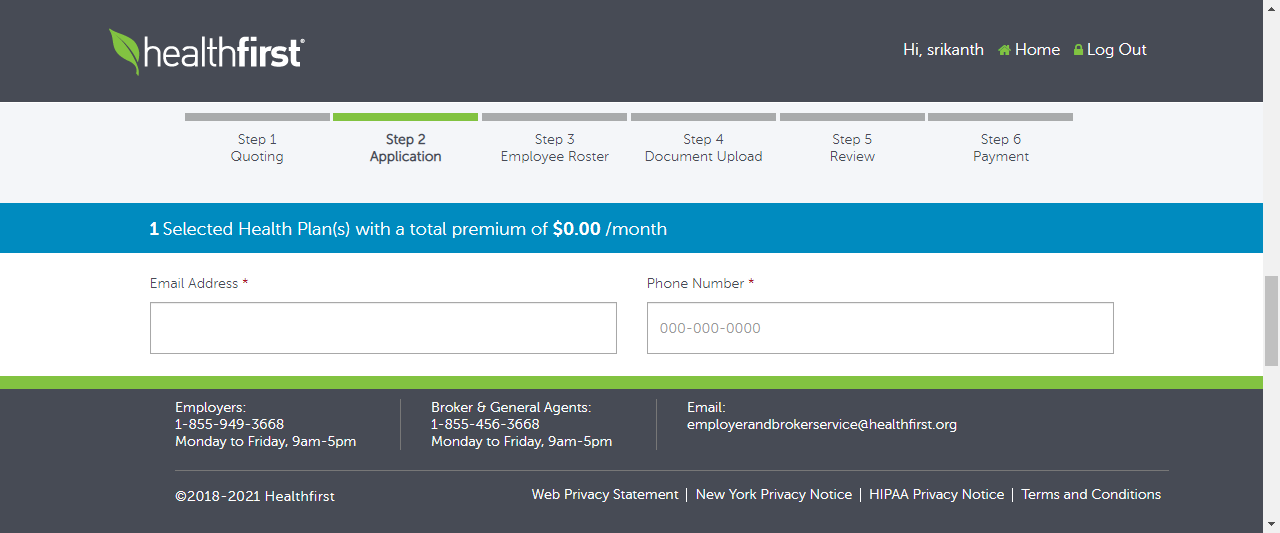 healthfirst®
Hi, srikanth Home Log Out
Step 1
Quoting
Step 2
Application
Step 3
Employee Roster
Step 4
Document Upload
Step 5
Review
Step 6
Payment
1 Selected Health Plan(s) with a total premium of $0.00 /month
Email Address *
Phone Number *
000-000-0000
Employers:
1-855-949-3668
Monday to Friday, 9am-5pm
Broker & General Agents:
1-855-456-3668
Monday to Friday, 9am-5pm
Email:
employerandbrokerservice@healthfirst.org
©2018-2021 Healthfirst
Web Privacy Statement | New York Privacy Notice | HIPAA Privacy Notice | Terms and Conditions